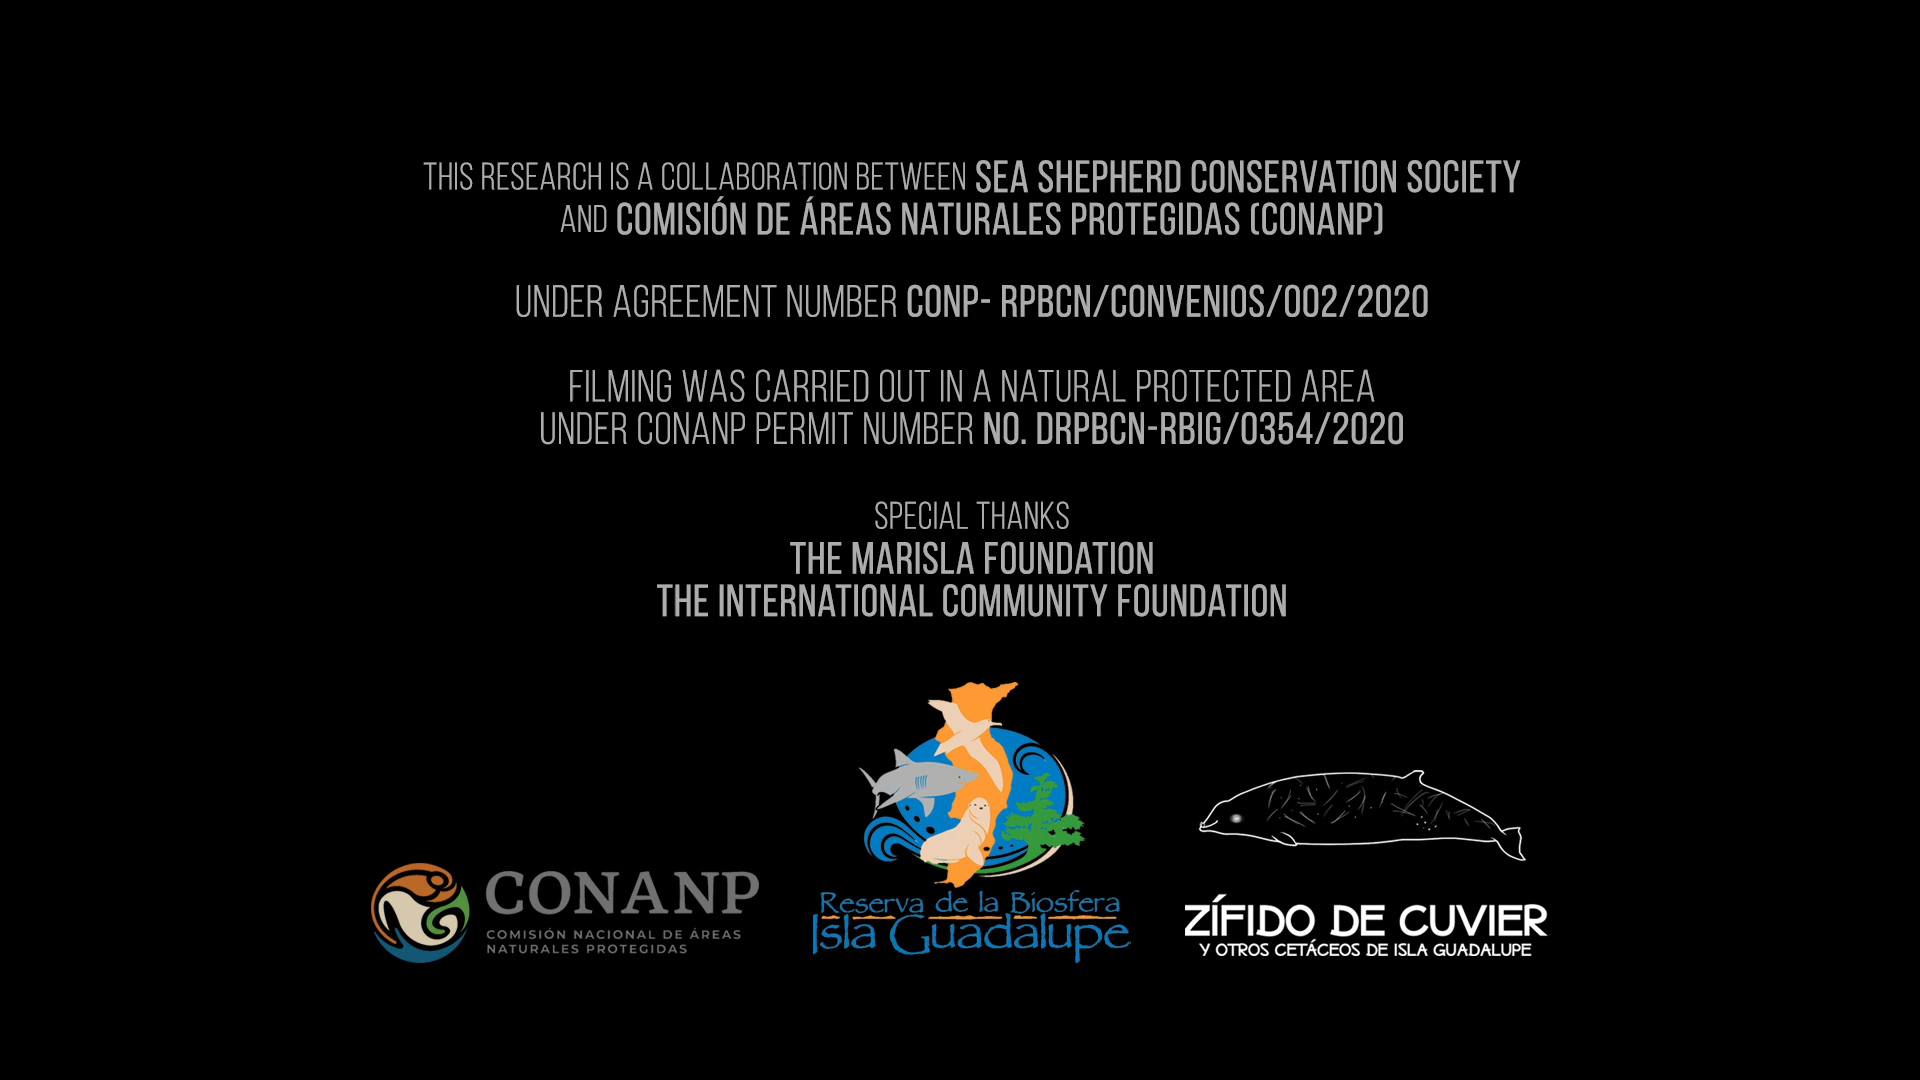 THIS RESEARCH IS A COLLABORATION BETWEEN SEA SHEPHERD CONSERVATION SOCIETY
AND COMISIÓN DE ÁREAS NATURALES PROTEGIDAS (CONANP)
UNDER AGREEMENT NUMBER CONP- RPBCN/CONVENIOS/002/2020
FILMING WAS CARRIED OUT IN A NATURAL PROTECTED AREA
UNDER CONANP PERMIT NUMBER NO. DRPBCN-RBIG/0354/2020
SPECIAL THANKS
THE MARISLA FOUNDATION
THE INTERNATIONAL COMMUNITY FOUNDATION
CONANP
COMISIÓN NACIONAL DE ÁREAS
NATURALES PROTEGIDAS
Reserva de la Biosfera
Isla Guadalupe
ZÍFIDO DE CUVIER
Y OTROS CETÁCEOS DE ISLA GUADALUPE